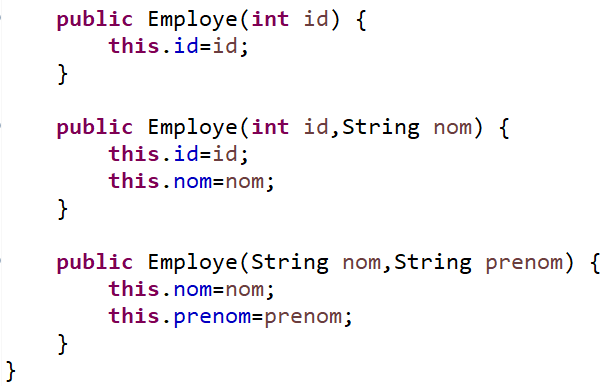 public Employe(int id) {
this.id=id;
}
public Employe(int id,String nom) {
this.id=id;
this.nom=nom;
}
public Employe(String nom,String prenom) {
this.nom=nom;
this.prenom=prenom;
}
}